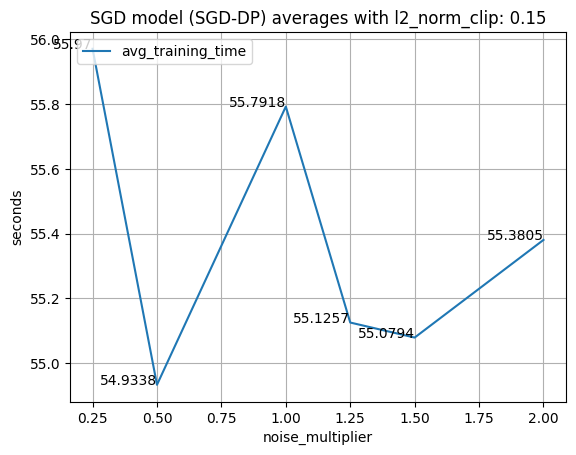 SGD model (SGD-DP) averages with l2_norm_clip: 0.15
56.0
55.8
55.6
55.4
55.2
55.0
seconds
avg_training_time
55.97
54.9338
55.7918
55.1257
55.0794
55.3805
0.25 0.50 0.75 1.00 1.25 1.50 1.75 2.00
noise_multiplier